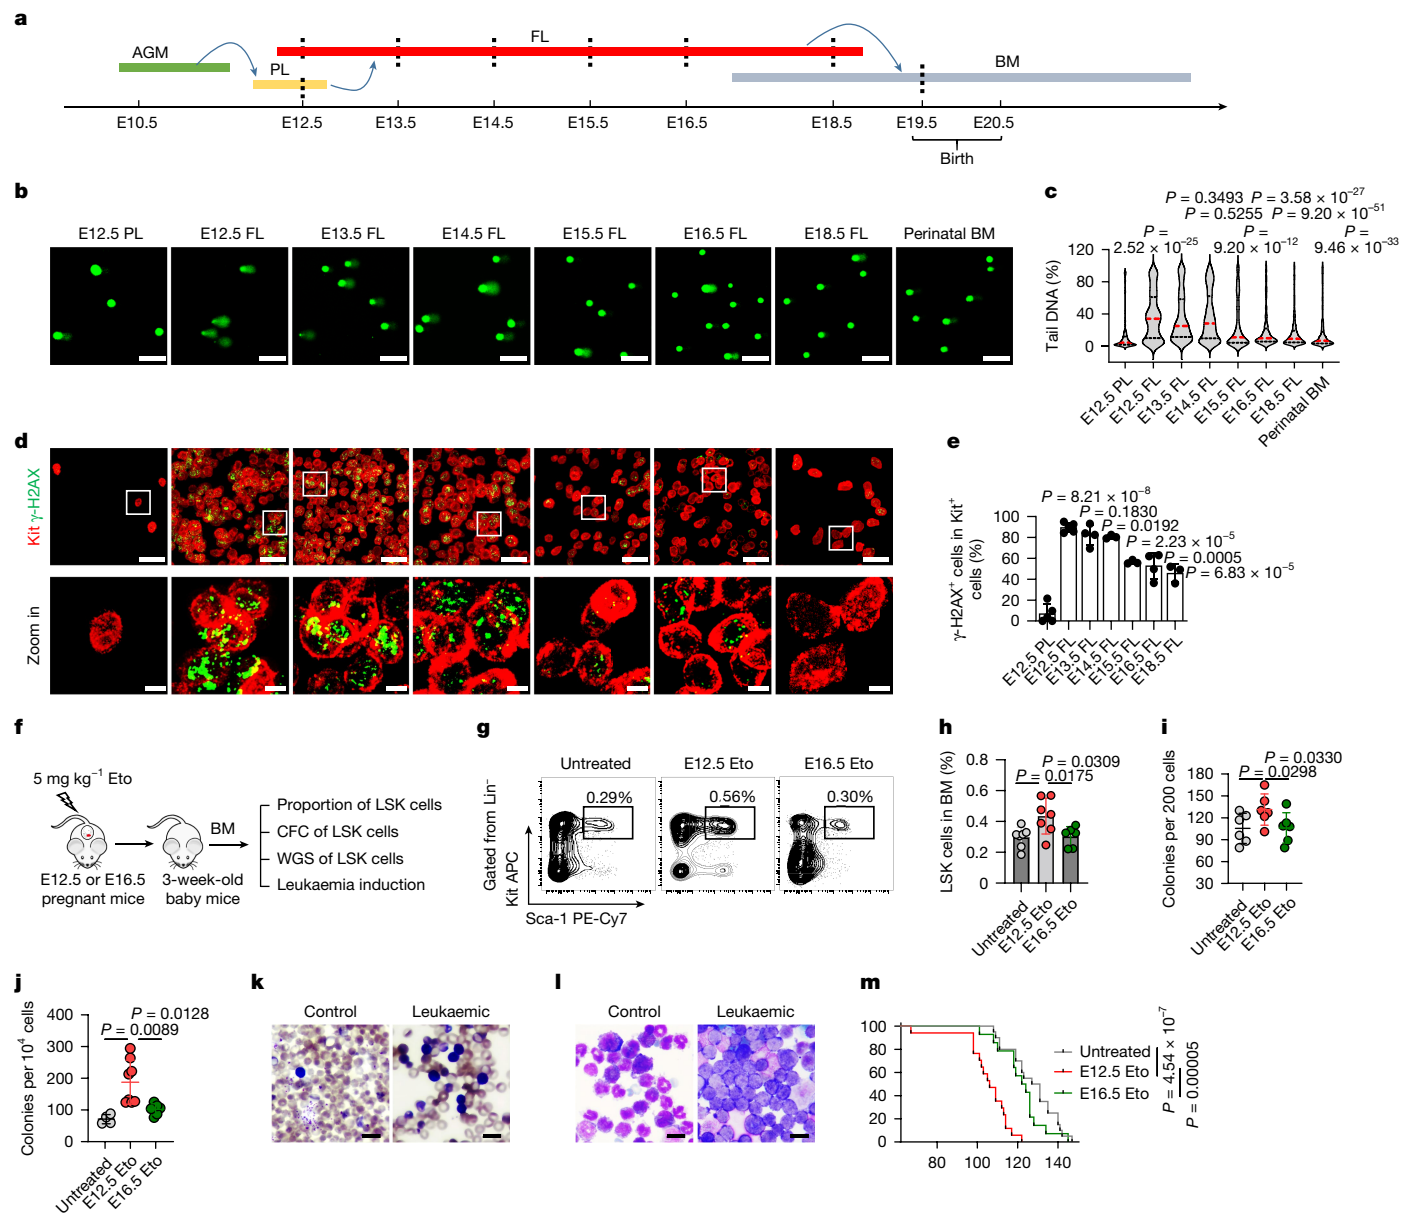 a
AGM
PL
FL
BM
E10.5
E12.5
E13.5
E14.5
E15.5
E16.5
E18.5
E19.5
E20.5
Birth
b
E12.5 PL
E12.5 FL
E13.5 FL
E14.5 FL
E15.5 FL
E16.5 FL
E18.5 FL
Perinatal BM
c
P = 0.3493
P = 3.58 × 10⁻²⁷
P = 0.5255
P = 9.20 × 10⁻⁵¹
P = 2.52 × 10⁻²⁵
P = 9.20 × 10⁻¹²
P = 9.46 × 10⁻³³
Tail DNA (%)
120
80
40
0
E12.5 PL
E12.5 FL
E13.5 FL
E14.5 FL
E15.5 FL
E16.5 FL
E18.5 FL
Perinatal BM
d
Kit γ-H2AX
Zoom in
e
P = 8.21 × 10⁻⁸
P = 0.1830
P = 0.0192
P = 2.23 × 10⁻⁵
P = 0.0005
P = 6.83 × 10⁻⁵
γ-H2AX⁺ cells in Kit⁺
cells (%)
100
80
60
40
20
0
E12.5 PL
E12.5 FL
E13.5 FL
E14.5 FL
E15.5 FL
E16.5 FL
E18.5 FL
f
5 mg kg⁻¹ Eto
E12.5 or E16.5
pregnant mice
3-week-old
baby mice
BM
Proportion of LSK cells
CFC of LSK cells
WGS of LSK cells
Leukaemia induction
g
Untreated
E12.5 Eto
E16.5 Eto
0.29%
0.56%
0.30%
Gated from Lin⁻
Kit APC
Sca-1 PE-Cy7
h
P = 0.0309
P = 0.0175
LSK cells in BM (%)
0.8
0.6
0.4
0.2
0
Untreated
E12.5 Eto
E16.5 Eto
i
P = 0.0330
P = 0.0298
Colonies per 200 cells
180
150
120
90
60
30
Untreated
E12.5 Eto
E16.5 Eto
j
P = 0.0128
P = 0.0089
Colonies per 10⁴ cells
400
300
200
100
0
Untreated
E12.5 Eto
E16.5 Eto
k
Control
Leukaemic
l
Control
Leukaemic
m
100
80
60
40
20
0
80
100
120
140
Untreated
E12.5 Eto
E16.5 Eto
P = 4.54 × 10⁻⁷
P = 0.00005